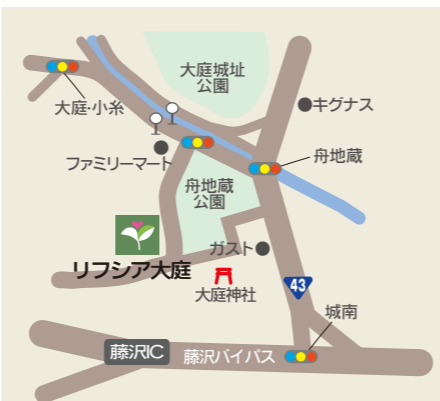 大庭城址
公園
大庭・小糸
キグナス
ファミリーマート
舟地蔵
舟地蔵
公園
ガスト
リフシア大庭
大庭神社
43
城南
藤沢IC
藤沢バイパス